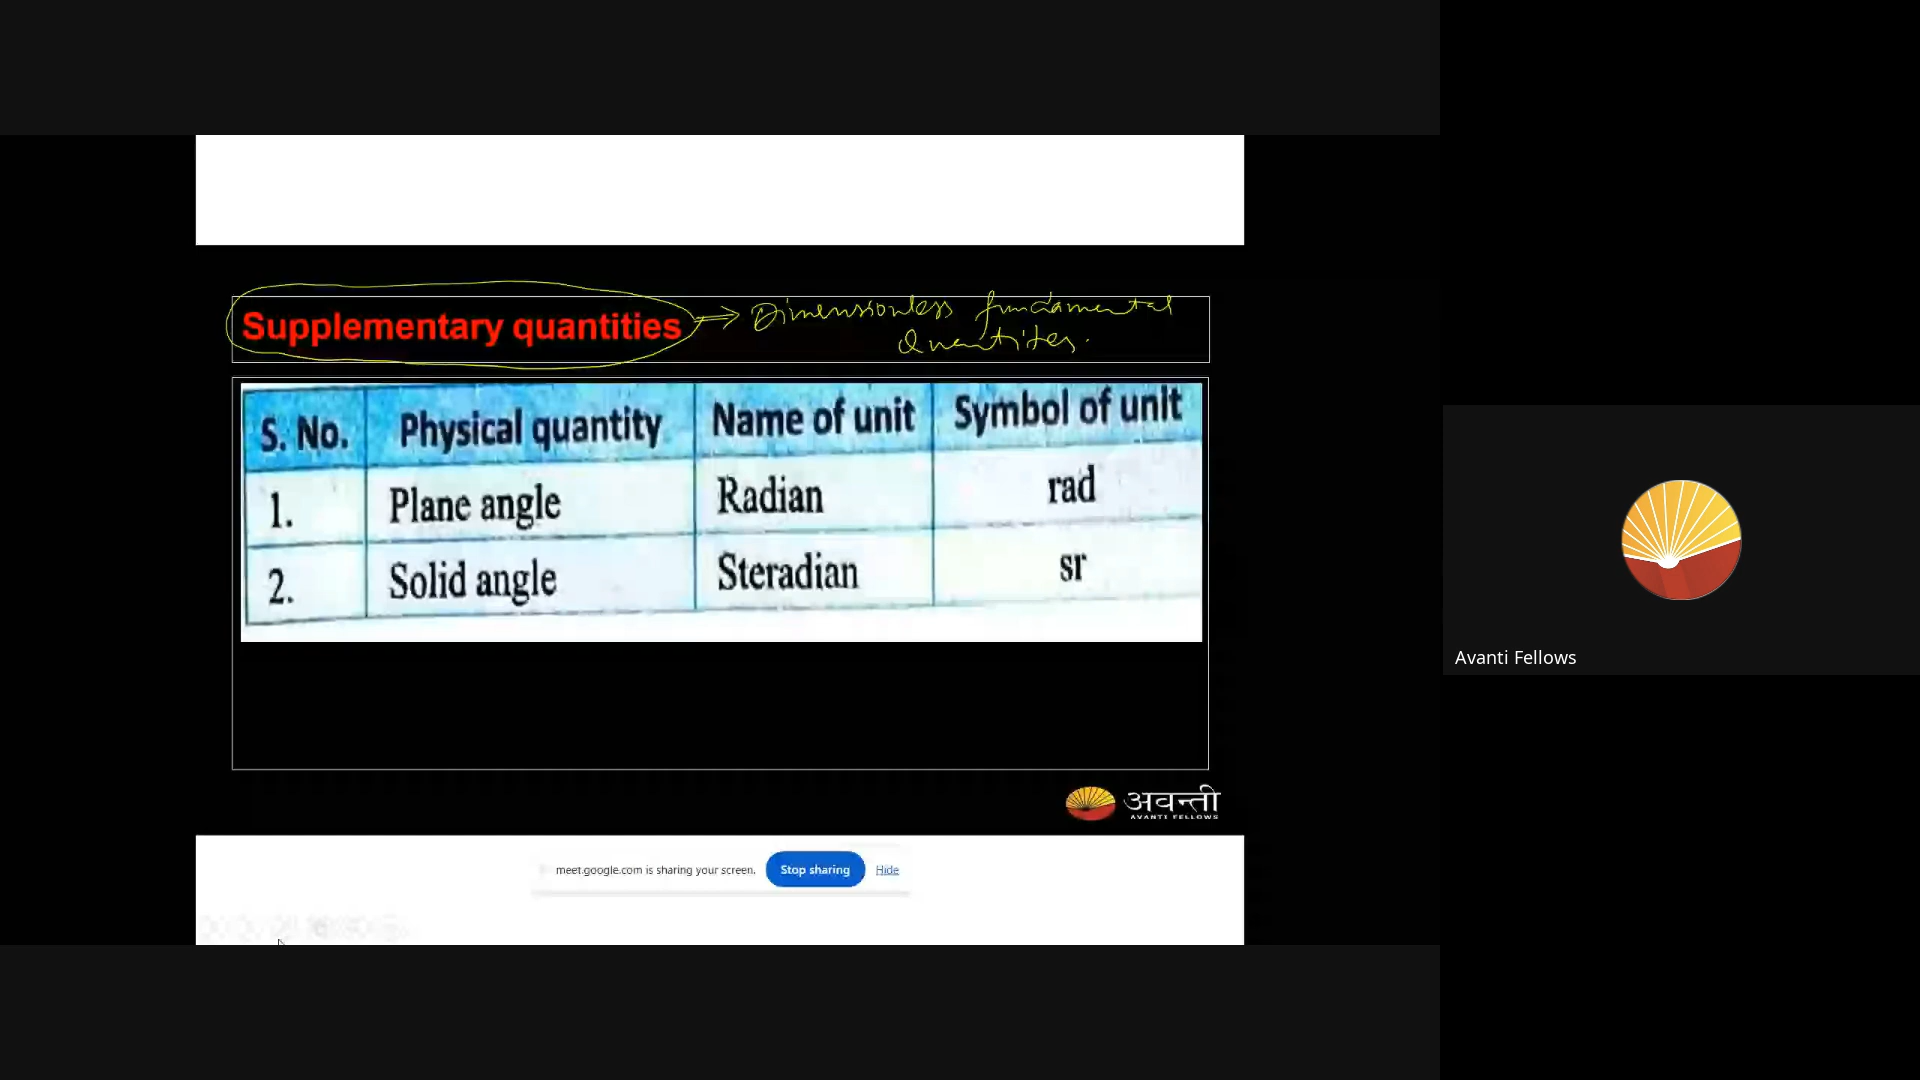 Supplementary quantities → Dimensionless fundamental
Quantites.
S. No. Physical quantity Name of unit Symbol of unit
1. Plane angle Radian rad
2. Solid angle Steradian sr
अवन्ती
AVANTI FELLOWS
meet.google.com is sharing your screen. Stop sharing Hide
Avanti Fellows